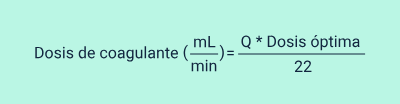 Dosis de coagulante (mL/min)= Q * Dosis óptima / 22